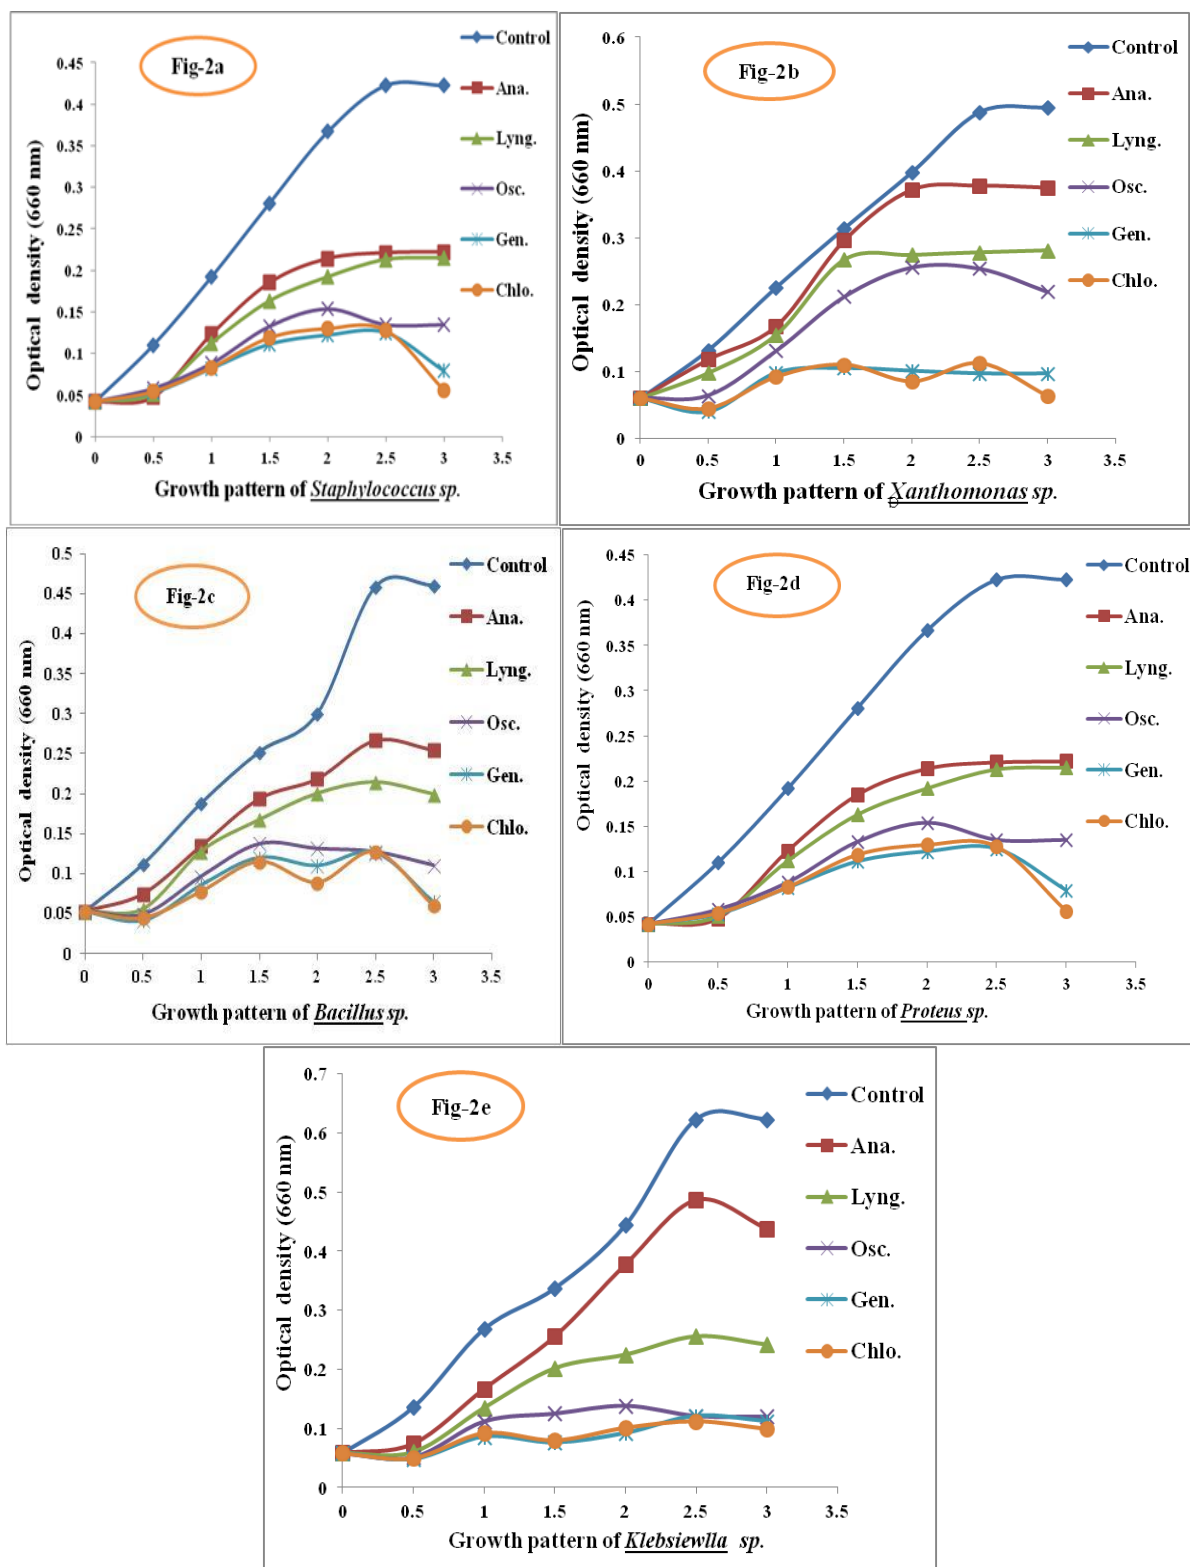 Fig-2a
Optical density (660 nm)
0.45
0.4
0.35
0.3
0.25
0.2
0.15
0.1
0.05
0
0 0.5 1 1.5 2 2.5 3 3.5
Growth pattern of Staphylococcus sp.
Control
Ana.
Lyng.
Osc.
Gen.
Chlo.
Fig-2b
Optical density (660 nm)
0.6
0.5
0.4
0.3
0.2
0.1
0
0 0.5 1 1.5 2 2.5 3 3.5
Growth pattern of Xanthomonas sp.
Control
Ana.
Lyng.
Osc.
Gen.
Chlo.
Fig-2c
Optical density (660 nm)
0.5
0.45
0.4
0.35
0.3
0.25
0.2
0.15
0.1
0.05
0
0 0.5 1 1.5 2 2.5 3 3.5
Growth pattern of Bacillus sp.
Control
Ana.
Lyng.
Osc.
Gen.
Chlo.
Fig-2d
Optical density (660 nm)
0.45
0.4
0.35
0.3
0.25
0.2
0.15
0.1
0.05
0
0 0.5 1 1.5 2 2.5 3 3.5
Growth pattern of Proteus sp.
Control
Ana.
Lyng.
Osc.
Gen.
Chlo.
Fig-2e
Optical density (660 nm)
0.7
0.6
0.5
0.4
0.3
0.2
0.1
0
0 0.5 1 1.5 2 2.5 3 3.5
Growth pattern of Klebsiewlla sp.
Control
Ana.
Lyng.
Osc.
Gen.
Chlo.